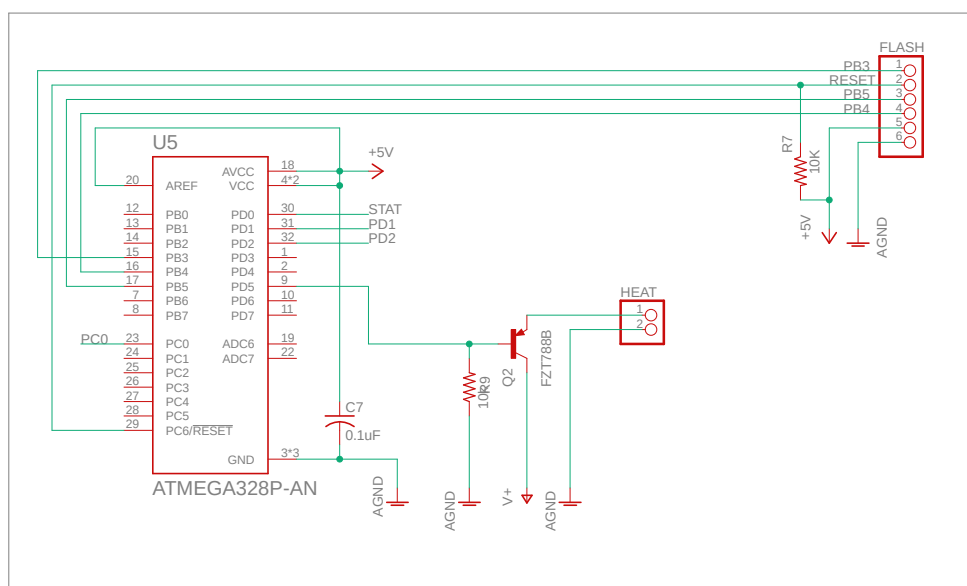 FLASH
PB3 1
RESET 2
PB5 3
PB4 4
5
6
R7
10K
+5V
AGND
U5
+5V
20 AREF
AVCC 18
VCC 4*2
12 PB0
PD0 30 STAT
13 PB1
PD1 31 PD1
14 PB2
PD2 32 PD2
15 PB3
PD3 1
16 PB4
PD4 2
17 PB5
PD5 9
7 PB6
PD6 10
8 PB7
PD7 11
PC0 23 PC0
ADC6 19
24 PC1
ADC7 22
25 PC2
26 PC3
27 PC4
28 PC5
29 PC6/RESET
GND 3*3
ATMEGA328P-AN
C7
0.1uF
AGND
HEAT
1
2
Q2
FZT788B
R9
10k
AGND
V+
AGND